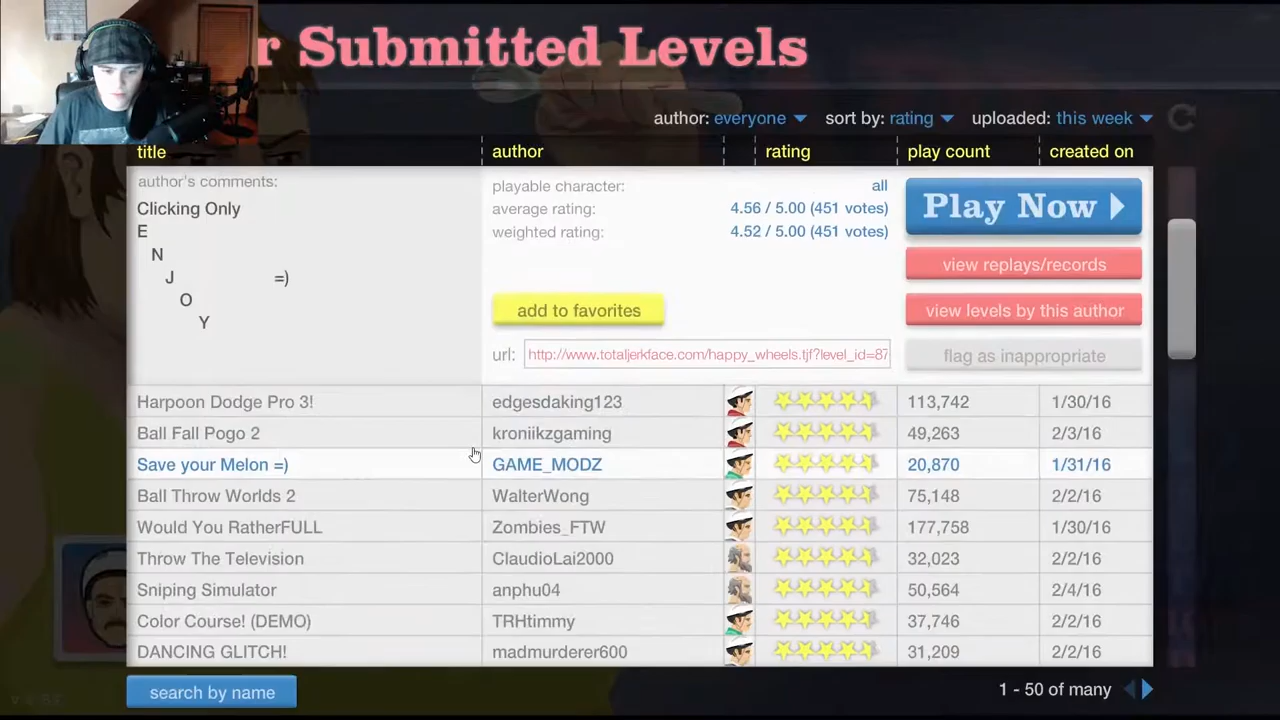 r Submitted Levels
author: everyone sort by: rating uploaded: this week
title author rating play count created on
author's comments:
Clicking Only
E
N
J =)
O
Y
playable character: all
average rating: 4.56 / 5.00 (451 votes)
weighted rating: 4.52 / 5.00 (451 votes)
add to favorites
url: http://www.totaljerkface.com/happy_wheels.tjf?level_id=87
Play Now
view replays/records
view levels by this author
flag as inappropriate
Harpoon Dodge Pro 3! edgesdaking123 113,742 1/30/16
Ball Fall Pogo 2 kroniikzgaming 49,263 2/3/16
Save your Melon =) GAME_MODZ 20,870 1/31/16
Ball Throw Worlds 2 WalterWong 75,148 2/2/16
Would You RatherFULL Zombies_FTW 177,758 1/30/16
Throw The Television ClaudioLai2000 32,023 2/2/16
Sniping Simulator anphu04 50,564 2/4/16
Color Course! (DEMO) TRHtimmy 37,746 2/2/16
DANCING GLITCH! madmurderer600 31,209 2/2/16
search by name 1 - 50 of many